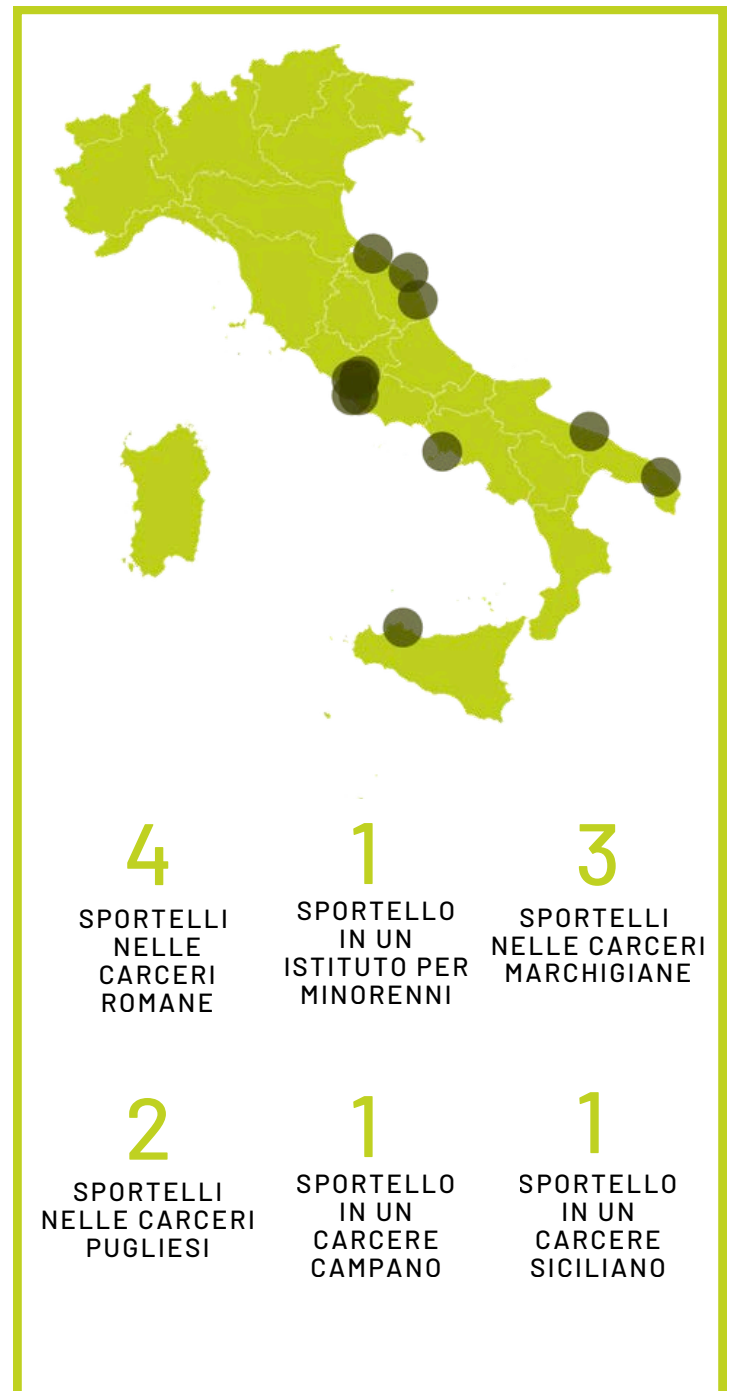 4
SPORTELLI
NELLE
CARCERI
ROMANE
1
SPORTELLO
IN UN
ISTITUTO PER
MINORENNI
3
SPORTELLI
NELLE CARCERI
MARCHIGIANE
2
SPORTELLI
NELLE CARCERI
PUGLIESI
1
SPORTELLO
IN UN
CARCERE
CAMPANO
1
SPORTELLO
IN UN
CARCERE
SICILIANO